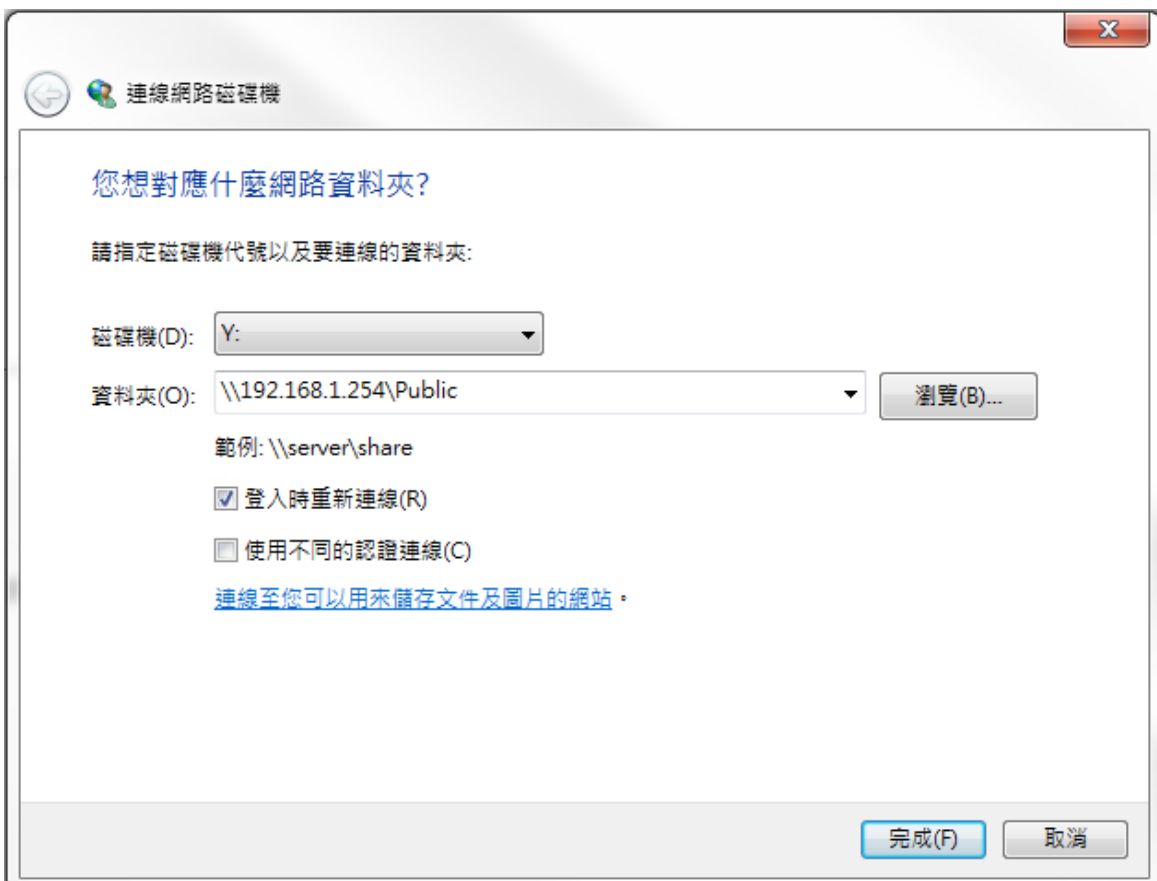 連線網路磁碟機
您想對應什麼網路資料夾?
請指定磁碟機代號以及要連線的資料夾:
磁碟機(D): Y:
資料夾(O): \\192.168.1.254\Public 瀏覽(B)...
範例: \\server\share
登入時重新連線(R)
使用不同的認證連線(C)
連線至您可以用來儲存文件及圖片的網站。
完成(F) 取消